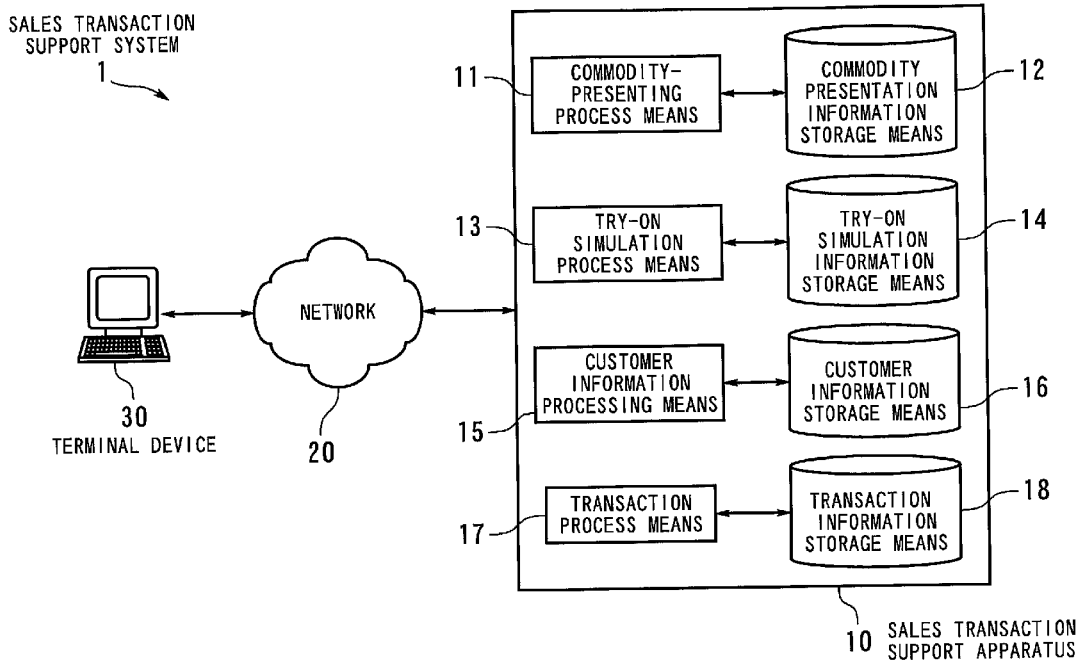 SALES TRANSACTION
SUPPORT SYSTEM
1
11
COMMODITY-
PRESENTING
PROCESS MEANS
COMMODITY
PRESENTATION
INFORMATION
STORAGE MEANS
12
13
TRY-ON
SIMULATION
PROCESS MEANS
TRY-ON
SIMULATION
INFORMATION
STORAGE MEANS
14
NETWORK
20
30
TERMINAL DEVICE
15
CUSTOMER
INFORMATION
PROCESSING MEANS
CUSTOMER
INFORMATION
STORAGE MEANS
16
17
TRANSACTION
PROCESS MEANS
TRANSACTION
INFORMATION
STORAGE MEANS
18
10 SALES TRANSACTION
SUPPORT APPARATUS